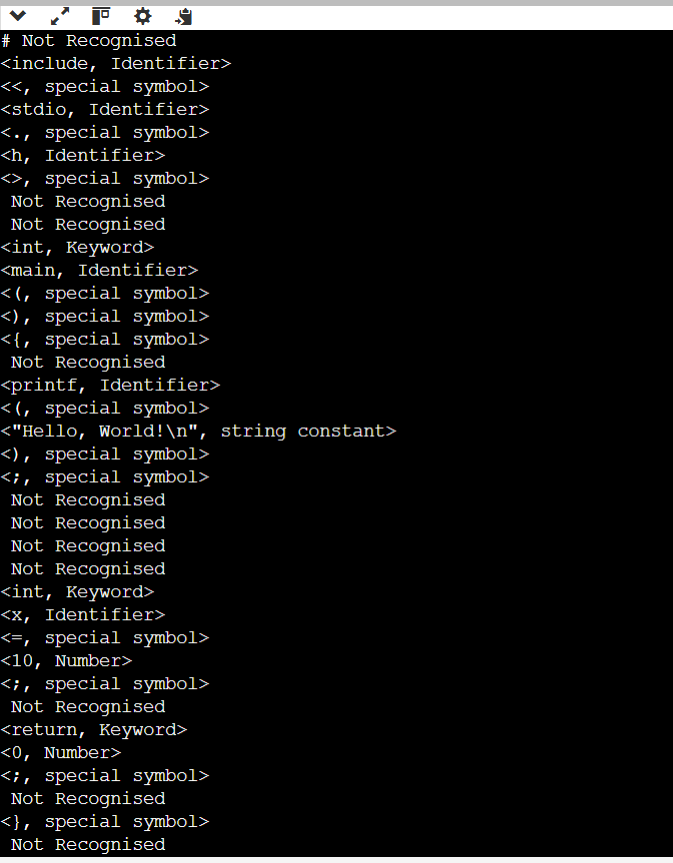 # Not Recognised
<include, Identifier>
<<, special symbol>
<stdio, Identifier>
<., special symbol>
<h, Identifier>
<>, special symbol>
Not Recognised
Not Recognised
<int, Keyword>
<main, Identifier>
<(, special symbol>
<), special symbol>
<{, special symbol>
Not Recognised
<printf, Identifier>
<(, special symbol>
<"Hello, World!\n", string constant>
<), special symbol>
<;, special symbol>
Not Recognised
Not Recognised
Not Recognised
Not Recognised
<int, Keyword>
<x, Identifier>
<=, special symbol>
<10, Number>
<;, special symbol>
Not Recognised
<return, Keyword>
<0, Number>
<;, special symbol>
Not Recognised
<}, special symbol>
Not Recognised